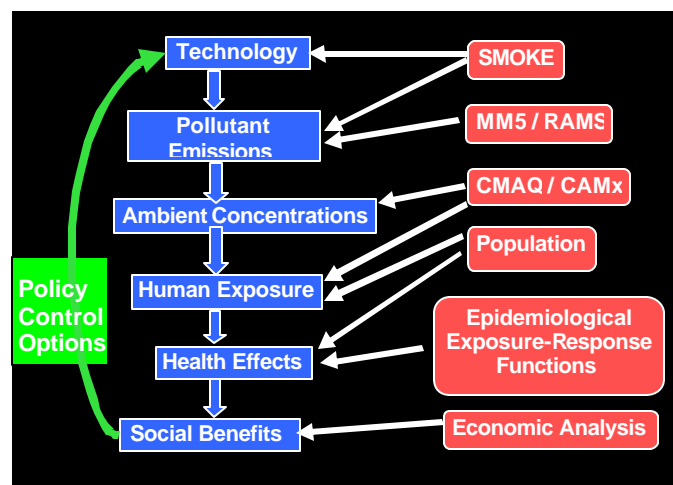 Technology
SMOKE
Pollutant
Emissions
MM5 / RAMS
CMAQ / CAMx
Ambient Concentrations
Population
Human Exposure
Policy
Control
Options
Epidemiological
Exposure-Response
Functions
Health Effects
Economic Analysis
Social Benefits